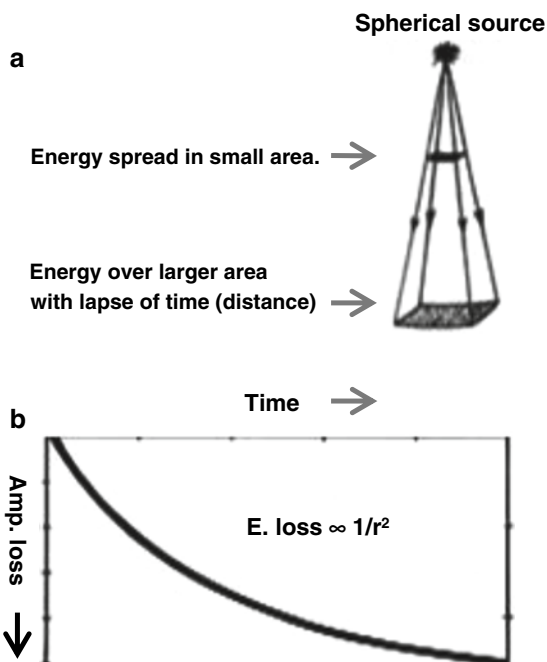 Spherical source
a
Energy spread in small area.
Energy over larger area
with lapse of time (distance)
Time
b
Amp. loss
E. loss ∞ 1/r²